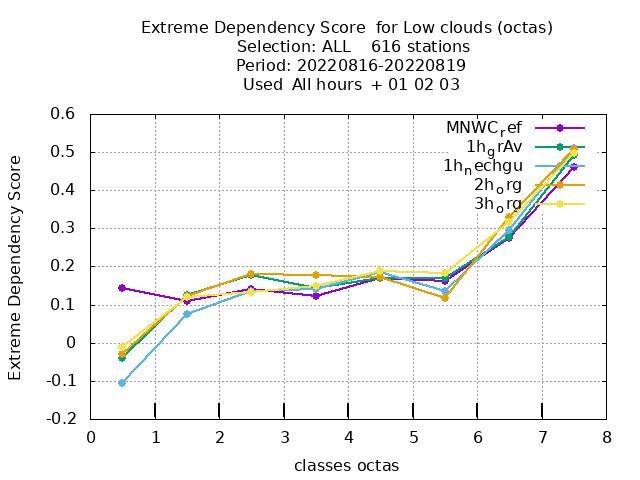 Extreme Dependency Score  for Low clouds (octas)
Selection: ALL    616 stations
Period: 20220816-20220819
Used  All hours  + 01 02 03
Extreme Dependency Score
0.6
0.5
0.4
0.3
0.2
0.1
0
-0.1
-0.2
MNWCref
1hgrAv
1hnechgu
2horg
3horg
0 1 2 3 4 5 6 7 8
classes octas